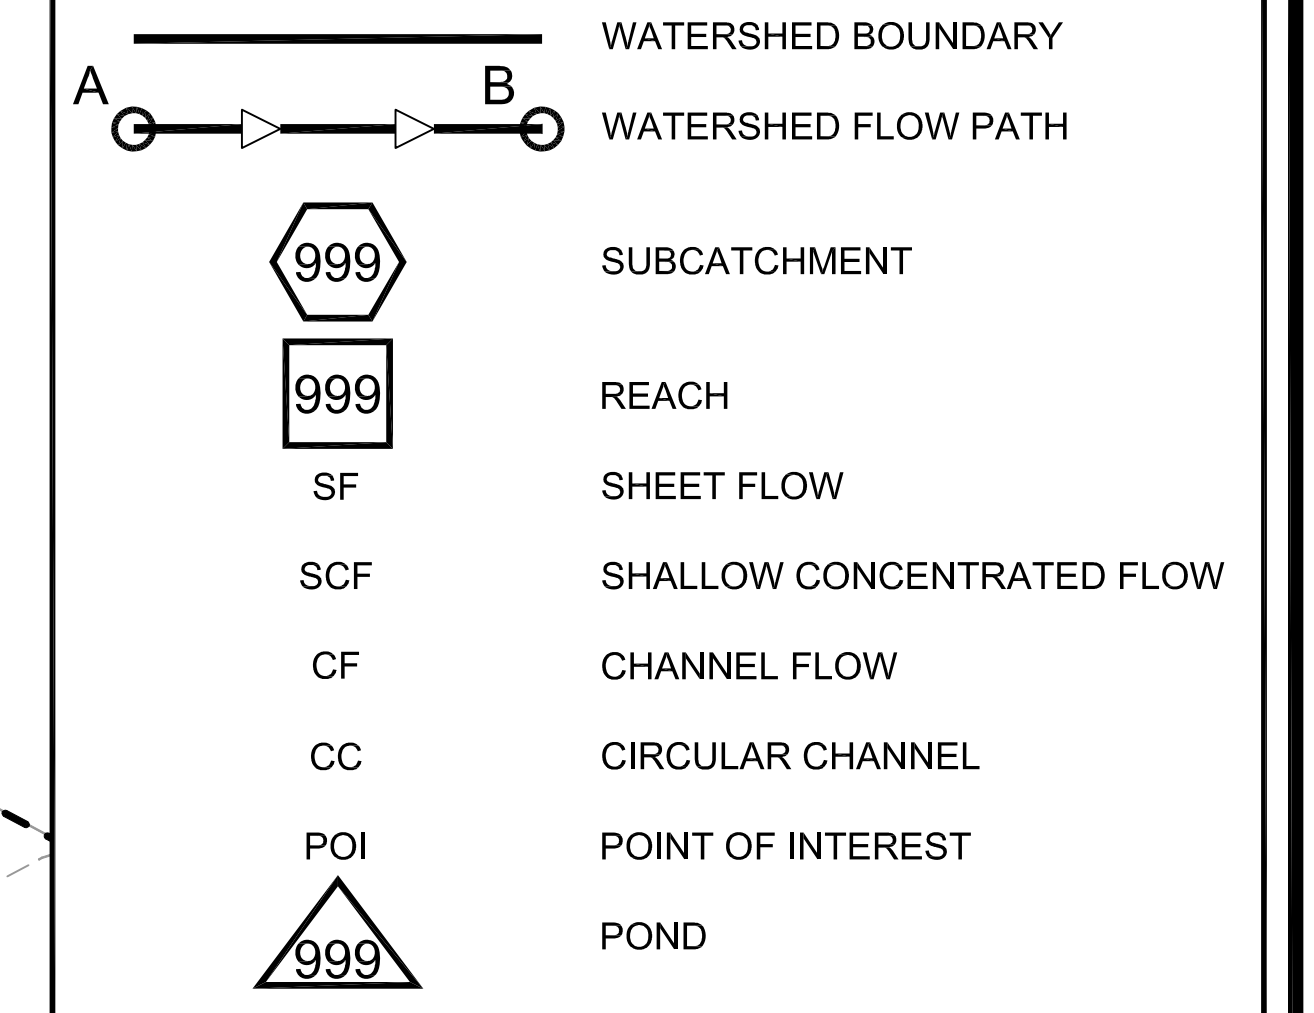 WATERSHED BOUNDARY
A B
WATERSHED FLOW PATH
999 SUBCATCHMENT
999 REACH
SF SHEET FLOW
SCF SHALLOW CONCENTRATED FLOW
CF CHANNEL FLOW
CC CIRCULAR CHANNEL
POI POINT OF INTEREST
999 POND